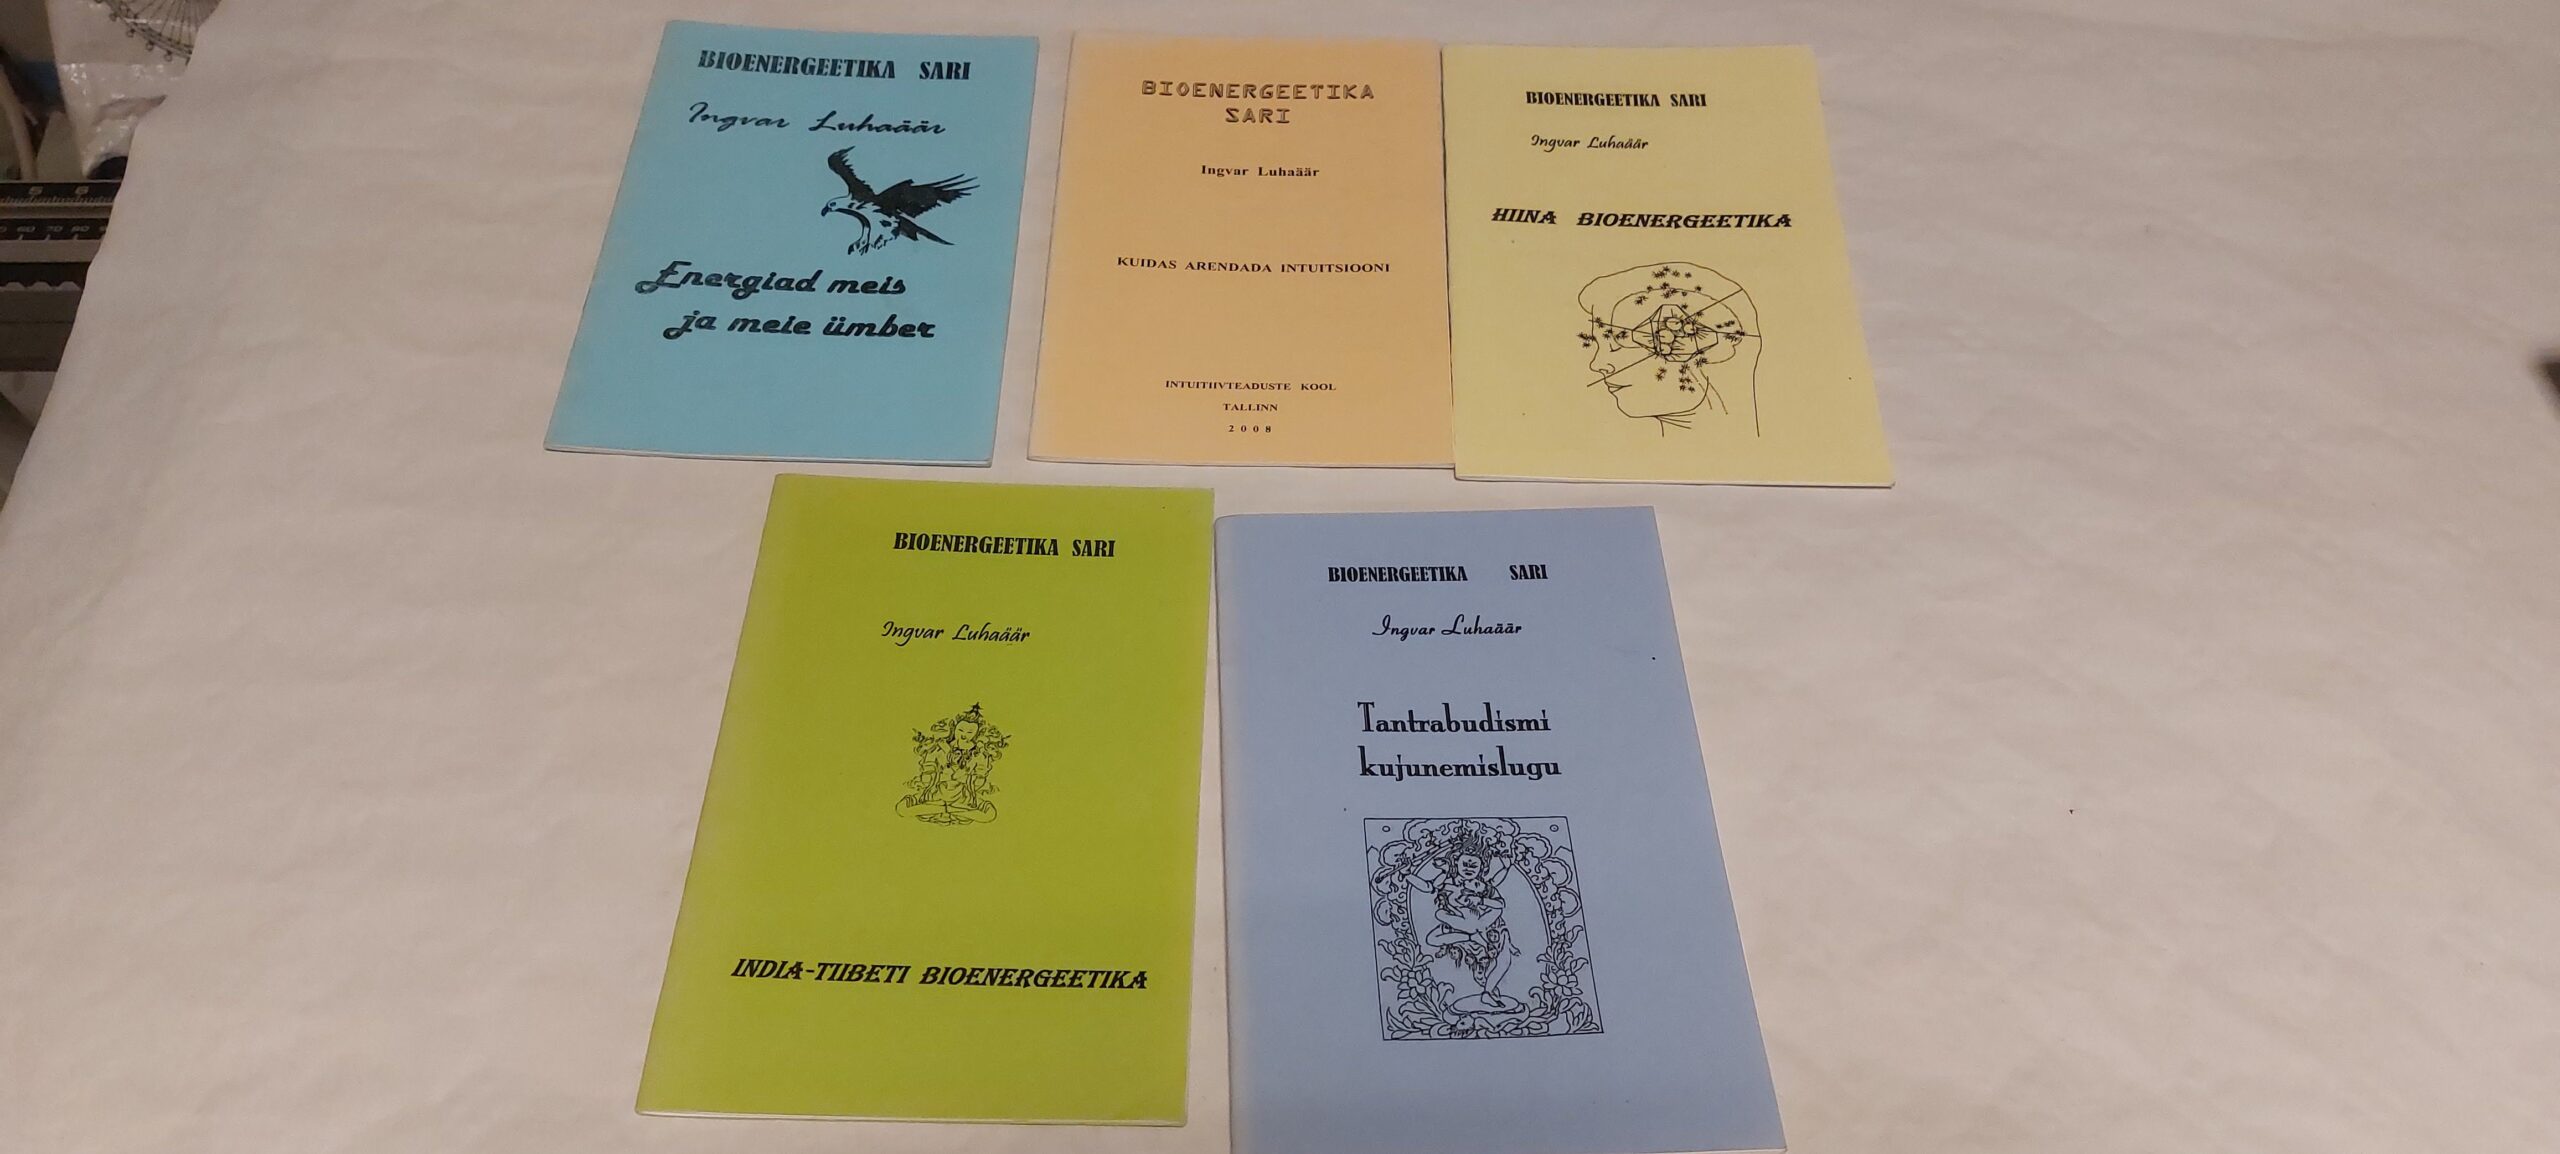 BIOENERGEETIKA SARI
Ingvar Luhaäär
Energiad meis
ja meie ümber
BIOENERGEETIKA
SARI
Ingvar Luhaäär
KUIDAS ARENDADA INTUITSIOONI
INTUITIIVTEADUSTE KOOL
TALLINN
2008
BIOENERGEETIKA SARI
Ingvar Luhaäär
HIINA BIOENERGEETIKA
BIOENERGEETIKA SARI
Ingvar Luhaäär
INDIA-TIIBETI BIOENERGEETIKA
BIOENERGEETIKA SARI
Ingvar Luhaäär
Tantrabudismi
kujunemislugu